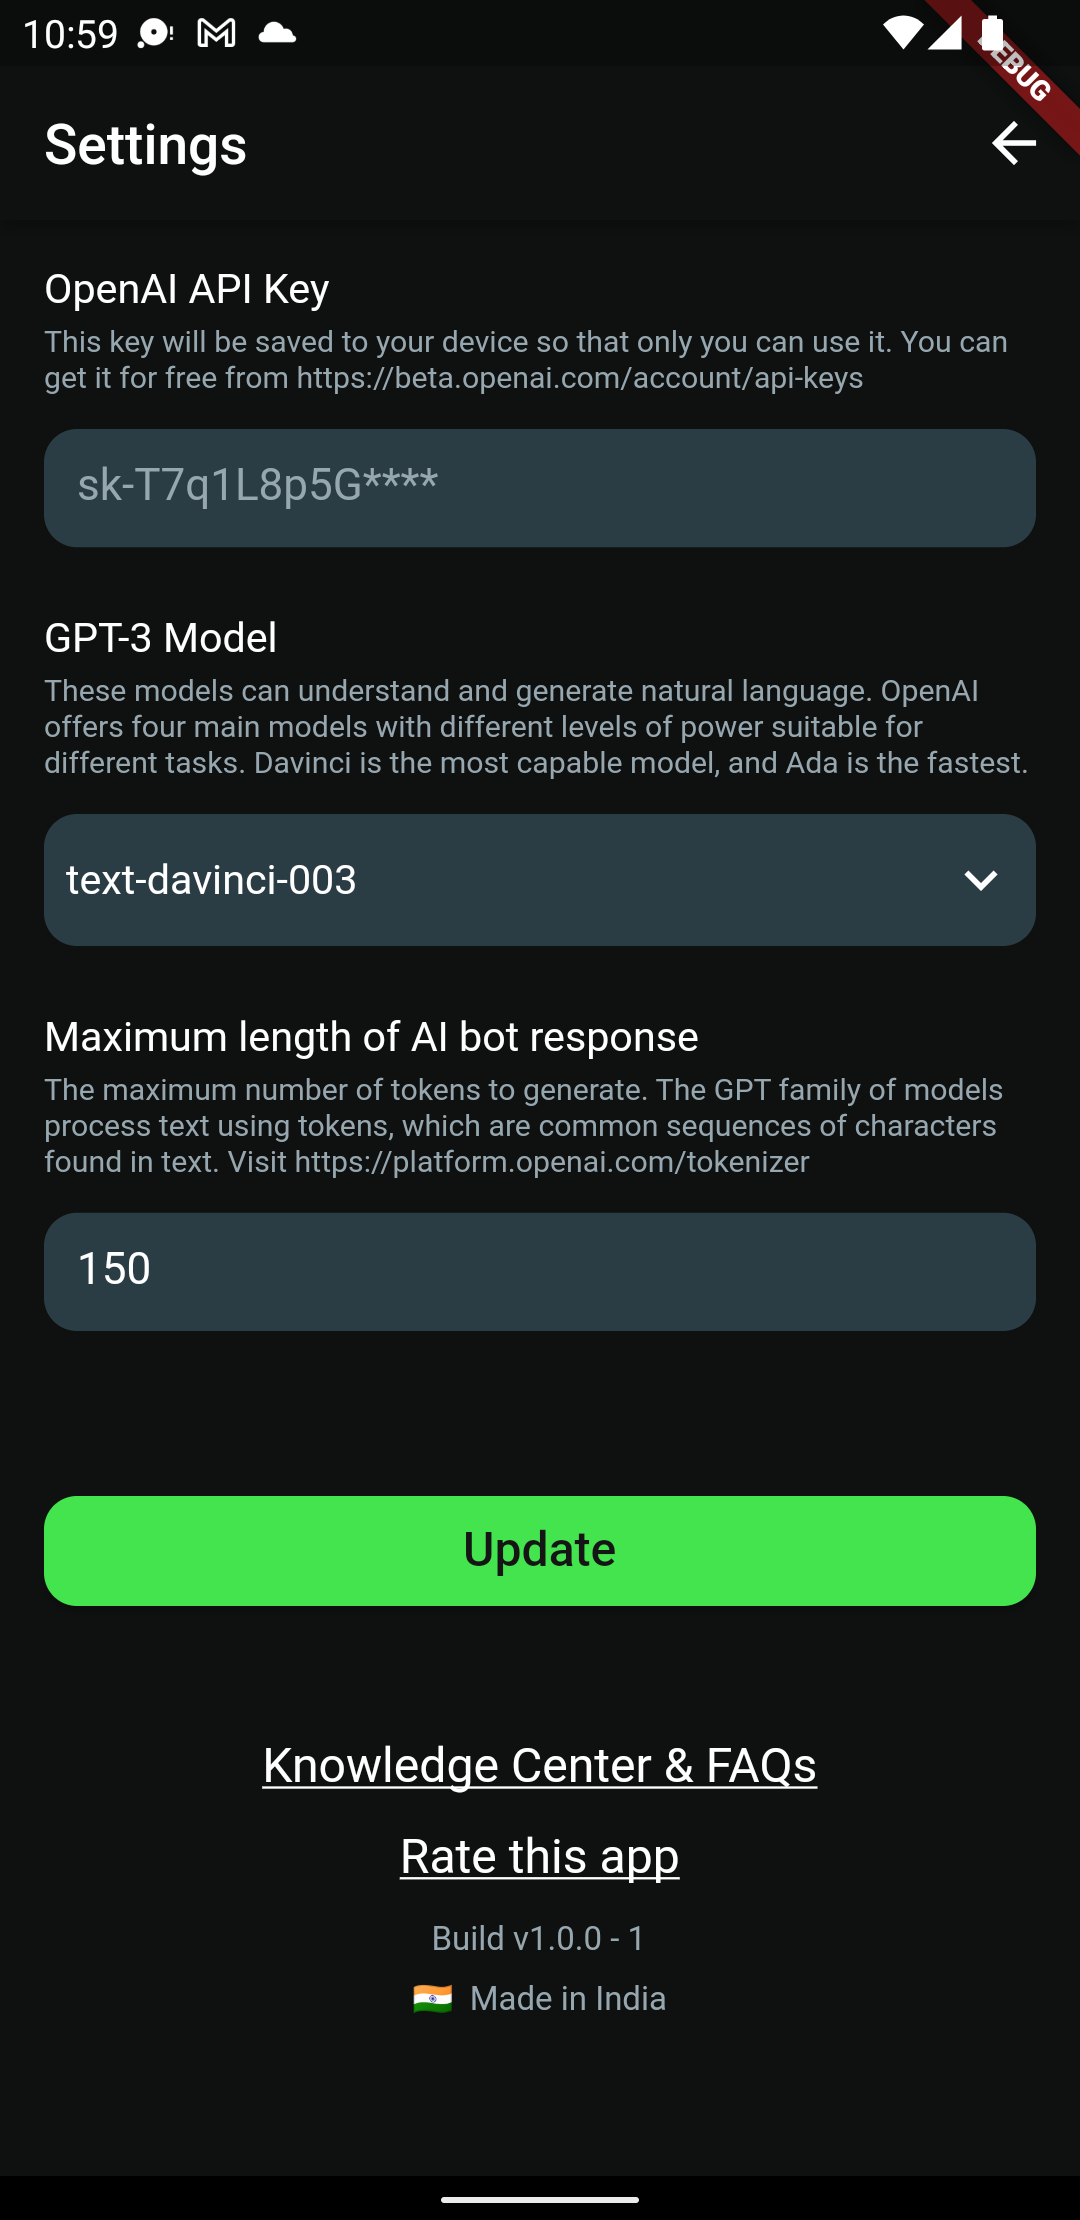 10:59
DEBUG
Settings
OpenAI API Key
This key will be saved to your device so that only you can use it. You can
get it for free from https://beta.openai.com/account/api-keys
sk-T7q1L8p5G****
GPT-3 Model
These models can understand and generate natural language. OpenAI
offers four main models with different levels of power suitable for
different tasks. Davinci is the most capable model, and Ada is the fastest.
text-davinci-003
Maximum length of AI bot response
The maximum number of tokens to generate. The GPT family of models
process text using tokens, which are common sequences of characters
found in text. Visit https://platform.openai.com/tokenizer
150
Update
Knowledge Center & FAQs
Rate this app
Build v1.0.0 - 1
Made in India